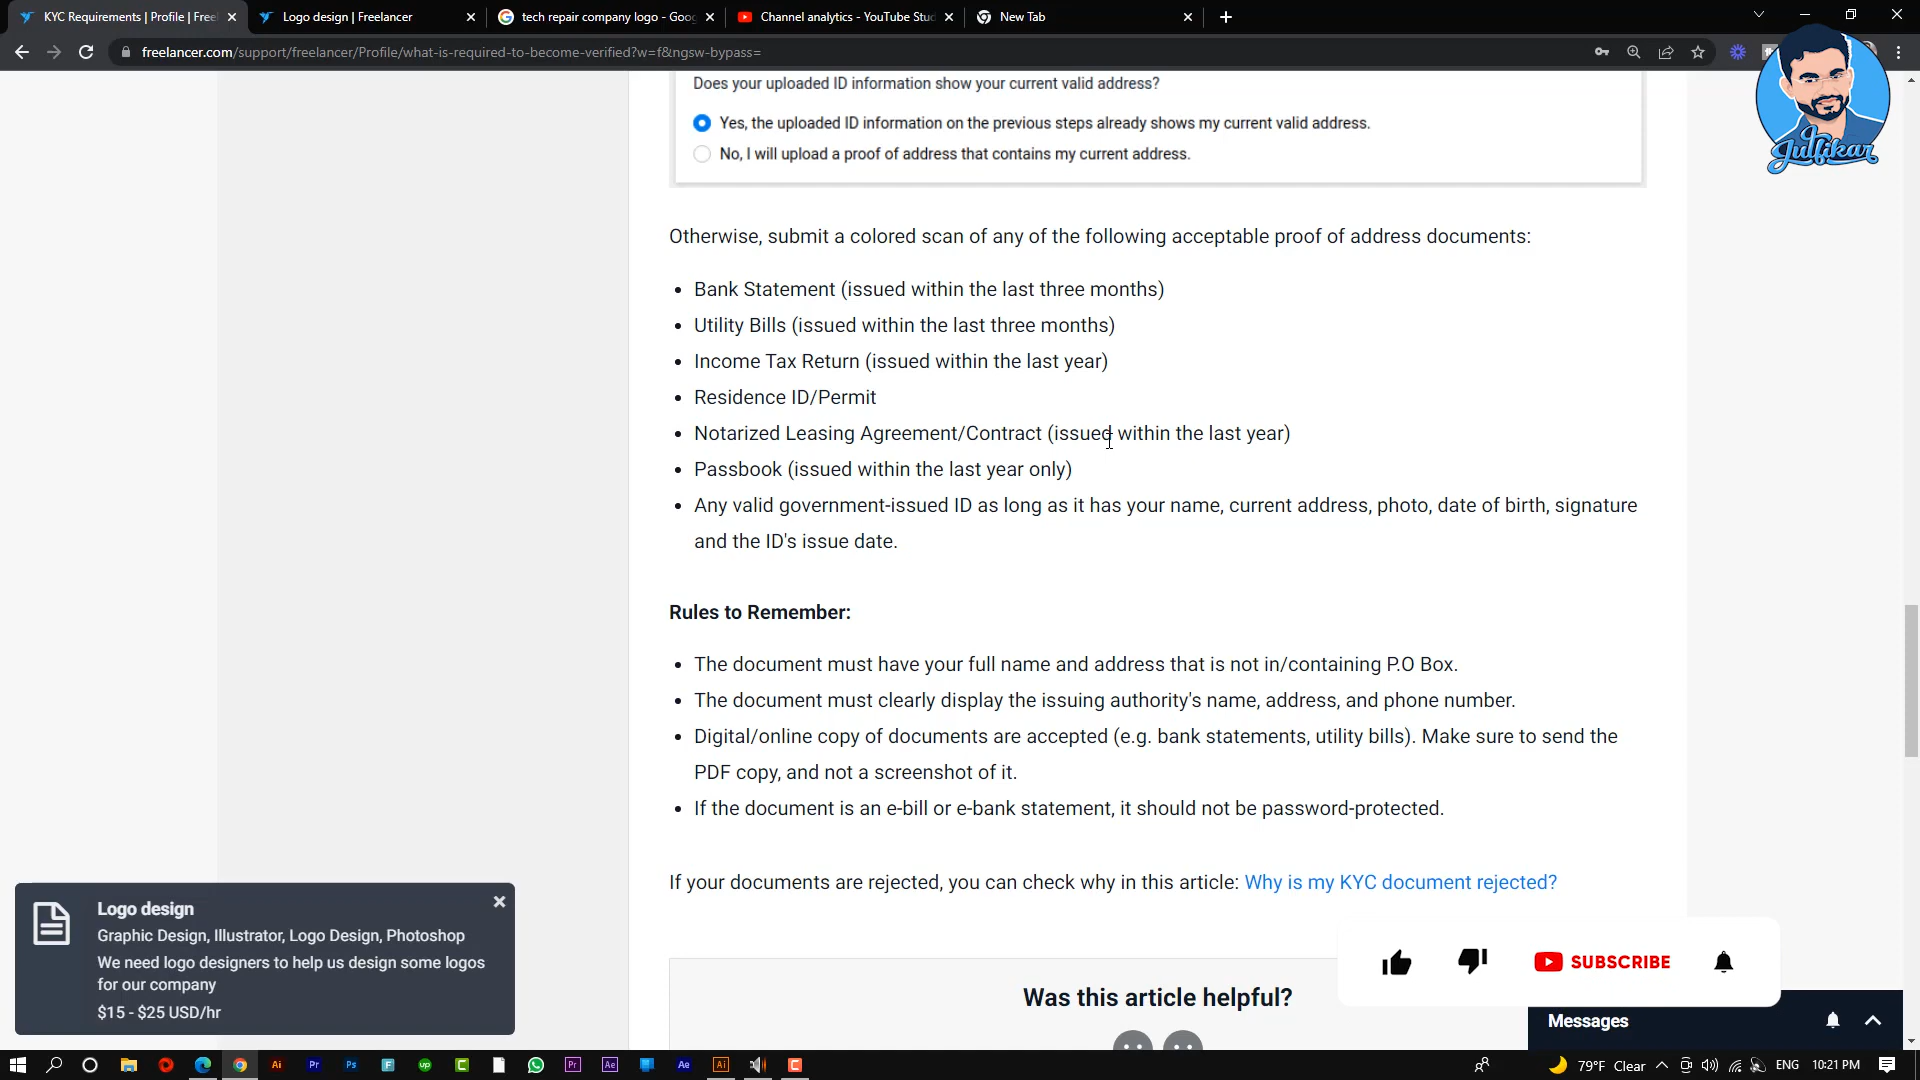 KYC Requirements | Profile | Free
Logo design | Freelancer
tech repair company logo - Goo
Channel analytics - YouTube Stud
New Tab
freelancer.com/support/freelancer/Profile/what-is-required-to-become-verified?w=f&ngsw-bypass=
Julfikar
Does your uploaded ID information show your current valid address?
Yes, the uploaded ID information on the previous steps already shows my current valid address.
No, I will upload a proof of address that contains my current address.
Otherwise, submit a colored scan of any of the following acceptable proof of address documents:
• Bank Statement (issued within the last three months)
• Utility Bills (issued within the last three months)
• Income Tax Return (issued within the last year)
• Residence ID/Permit
• Notarized Leasing Agreement/Contract (issued within the last year)
• Passbook (issued within the last year only)
• Any valid government-issued ID as long as it has your name, current address, photo, date of birth, signature
and the ID's issue date.
Rules to Remember:
• The document must have your full name and address that is not in/containing P.O Box.
• The document must clearly display the issuing authority's name, address, and phone number.
• Digital/online copy of documents are accepted (e.g. bank statements, utility bills). Make sure to send the
PDF copy, and not a screenshot of it.
• If the document is an e-bill or e-bank statement, it should not be password-protected.
If your documents are rejected, you can check why in this article: Why is my KYC document rejected?
Logo design
Graphic Design, Illustrator, Logo Design, Photoshop
We need logo designers to help us design some logos
for our company
$15 - $25 USD/hr
Was this article helpful?
SUBSCRIBE
Messages
Ai
Pr
Ps
F
up
C
Pr
Ae
Ae
Ai
C
79°F Clear
ENG
10:21 PM